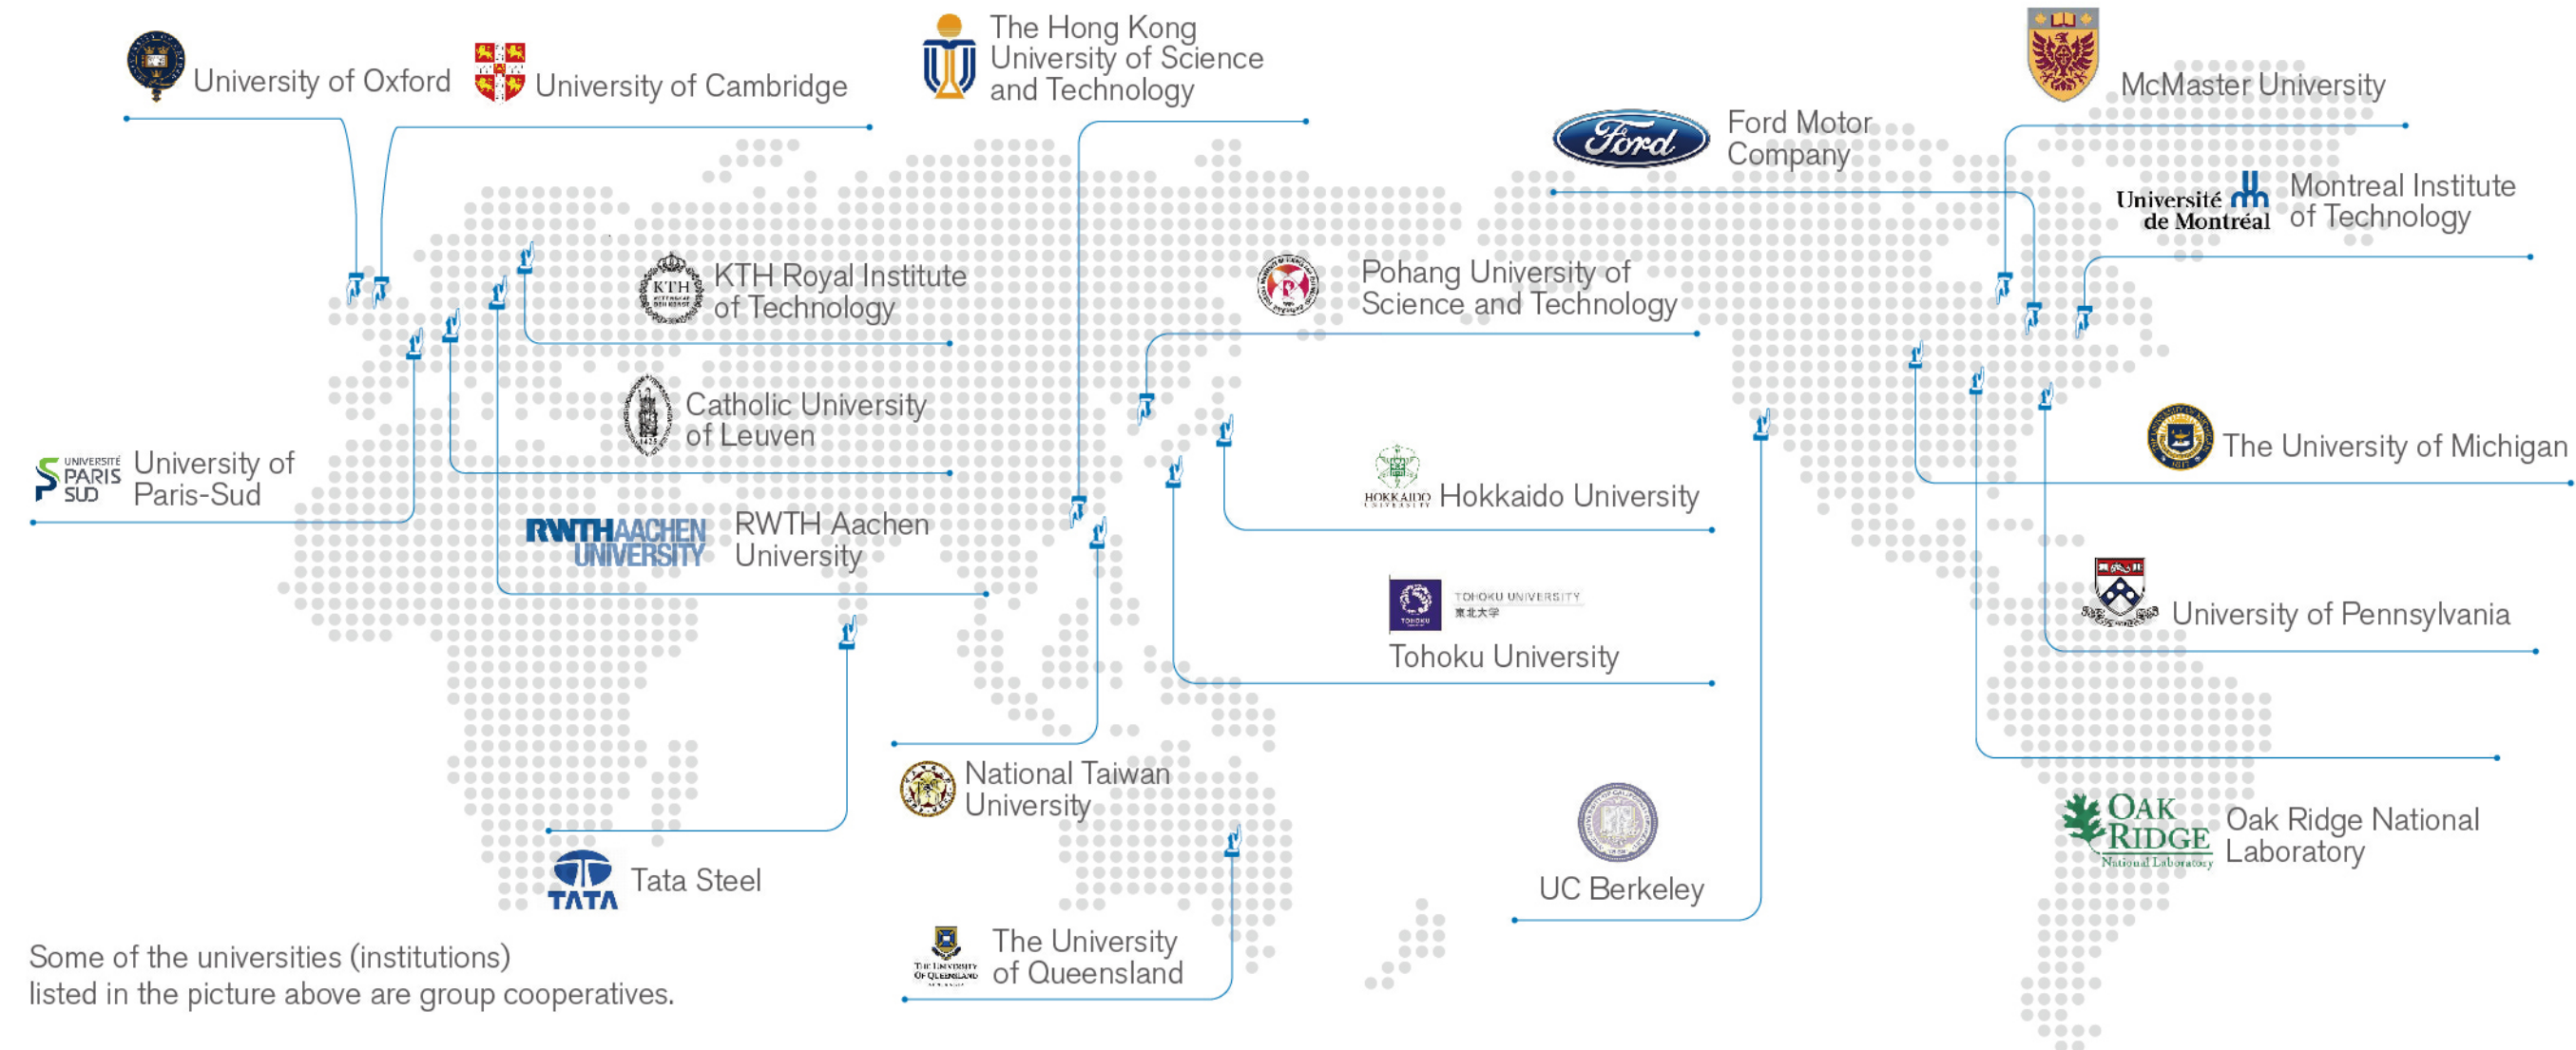 University of Oxford
University of Cambridge
The Hong Kong
University of Science
and Technology
McMaster University
Ford
Ford Motor
Company
Université
de Montréal
Montreal Institute
of Technology
KTH
KTH Royal Institute
of Technology
Pohang University of
Science and Technology
Catholic University
of Leuven
1425
The University of Michigan
UNIVERSITÉ
PARIS
SUD
University of
Paris-Sud
HOKKAIDO
UNIVERSITY
Hokkaido University
RWTHAACHEN
UNIVERSITY
RWTH Aachen
University
TOHOKU
TOHOKU UNIVERSITY
東北大学
Tohoku University
University of Pennsylvania
National Taiwan
University
TATA
Tata Steel
UC Berkeley
OAK
RIDGE
National Laboratory
Oak Ridge National
Laboratory
THE UNIVERSITY
OF QUEENSLAND
The University
of Queensland
Some of the universities (institutions)
listed in the picture above are group cooperatives.